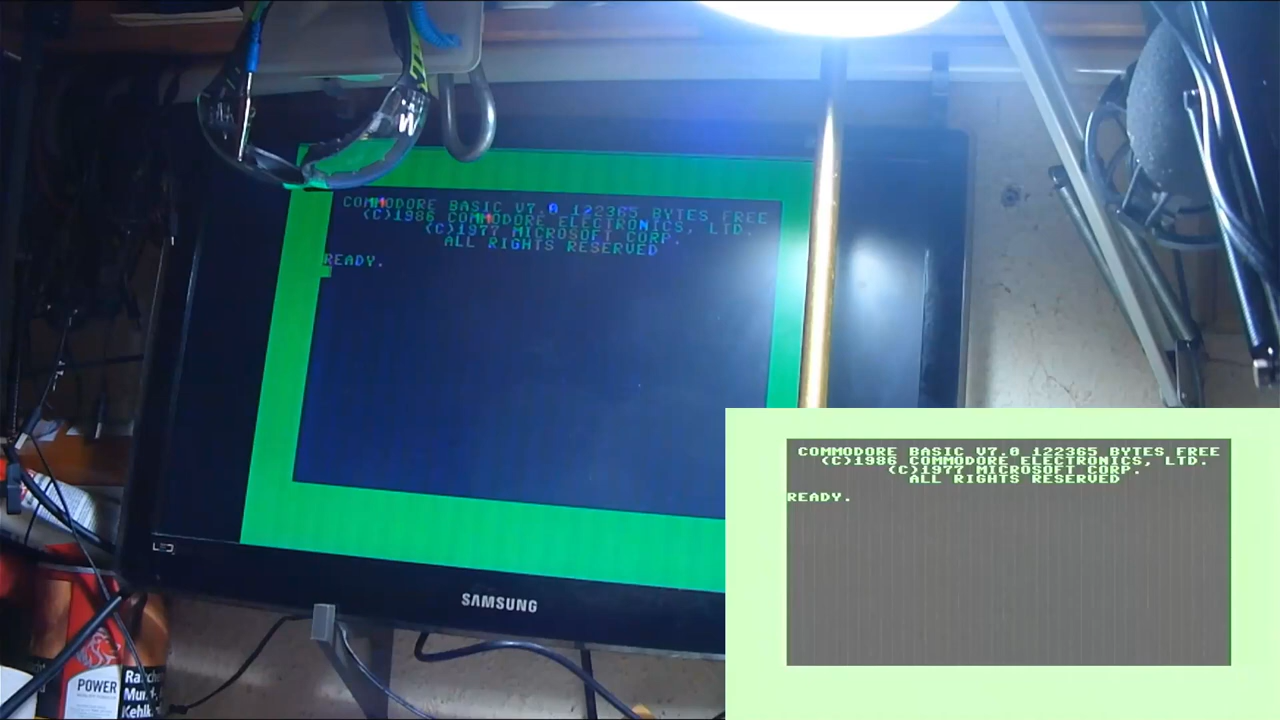 COMMODORE BASIC V7.0 122365 BYTES FREE
(C)1986 COMMODORE ELECTRONICS, LTD.
(C)1977 MICROSOFT CORP.
ALL RIGHTS RESERVED
READY.
LED
SAMSUNG
COMMODORE BASIC V7.0 122365 BYTES FREE
(C)1986 COMMODORE ELECTRONICS, LTD.
(C)1977 MICROSOFT CORP.
ALL RIGHTS RESERVED
READY.
POWER